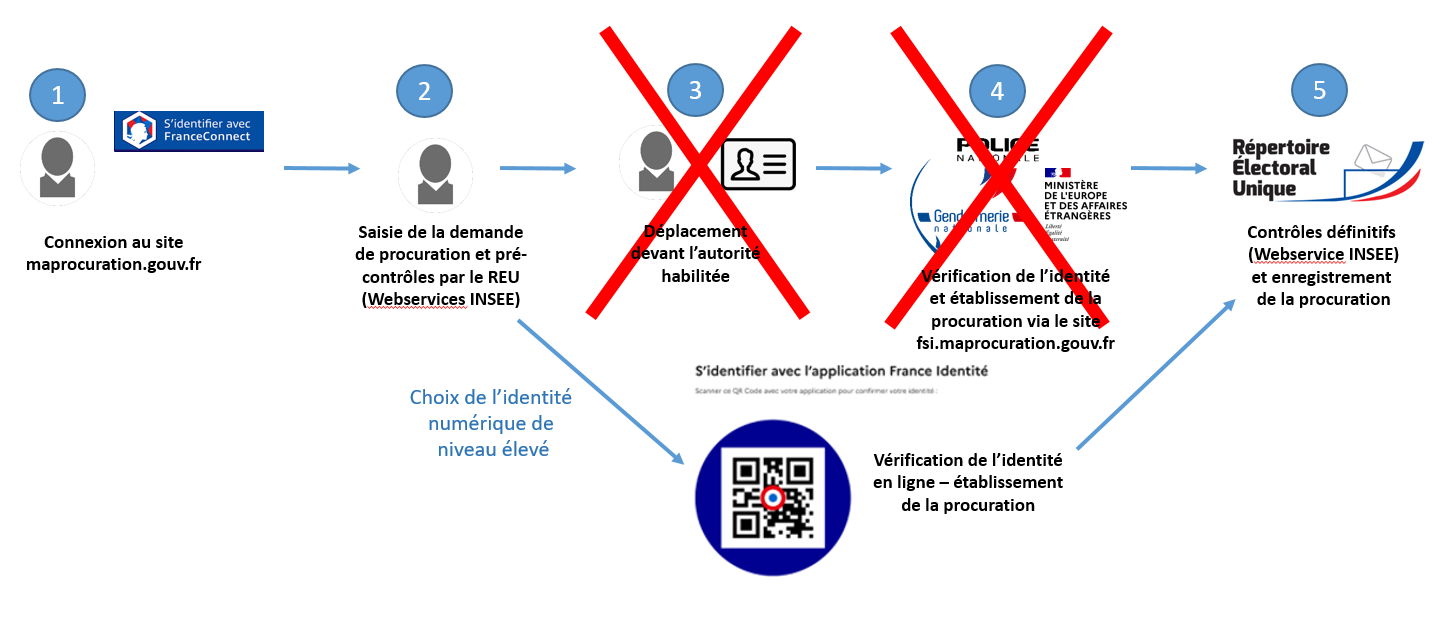 1
S'identifier avec
FranceConnect
Connexion au site
maprocuration.gouv.fr
2
Saisie de la demande
de procuration et pré-
contrôles par le REU
(Webservices INSEE)
3
Déplacement
devant l'autorité
habilitée
4
POLICE
NATIONALE
Gendarmerie
nationale
MINISTÈRE
DE L'EUROPE
ET DES AFFAIRES
ÉTRANGÈRES
Liberté
Égalité
Fraternité
Vérification de l'identité
et établissement de la
procuration via le site
fsi.maprocuration.gouv.fr
5
Répertoire
Électoral
Unique
Contrôles définitifs
(Webservice INSEE)
et enregistrement
de la procuration
Choix de l'identité
numérique de
niveau élevé
S'identifier avec l'application France Identité
Scanner ce QR Code avec votre application pour confirmer votre identité :
Vérification de l'identité
en ligne – établissement
de la procuration